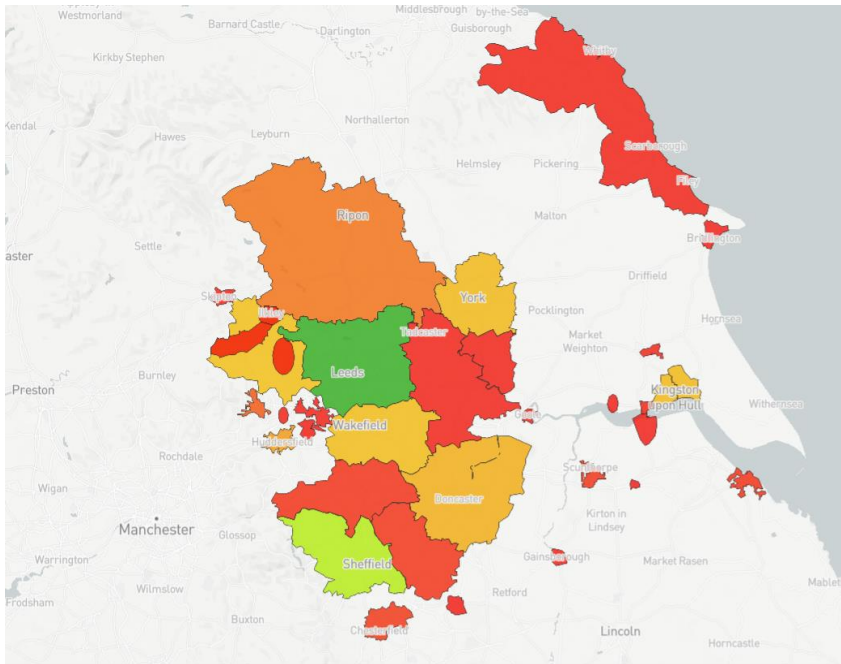 Westmorland
Barnard Castle
Darlington
Middlesbrough
by-the-Sea
Guisborough
Kirkby Stephen
Whitby
Kendal
Hawes
Leyburn
Northallerton
Helmsley
Pickering
Scarborough
Filey
Ripon
Malton
Bridlington
aster
Settle
Driffield
Skipton
York
Pocklington
Ilkley
Hornsea
Tadcaster
Market
Weighton
Burnley
Leeds
Preston
Kingston
upon Hull
Withernsea
Goole
Wakefield
Huddersfield
Rochdale
Scunthorpe
Wigan
Doncaster
Manchester
Glossop
Kirton in
Lindsey
Warrington
Sheffield
Gainsborough
Market Rasen
Mablet
Wilmslow
Retford
Frodsham
Buxton
Chesterfield
Lincoln
Horncastle